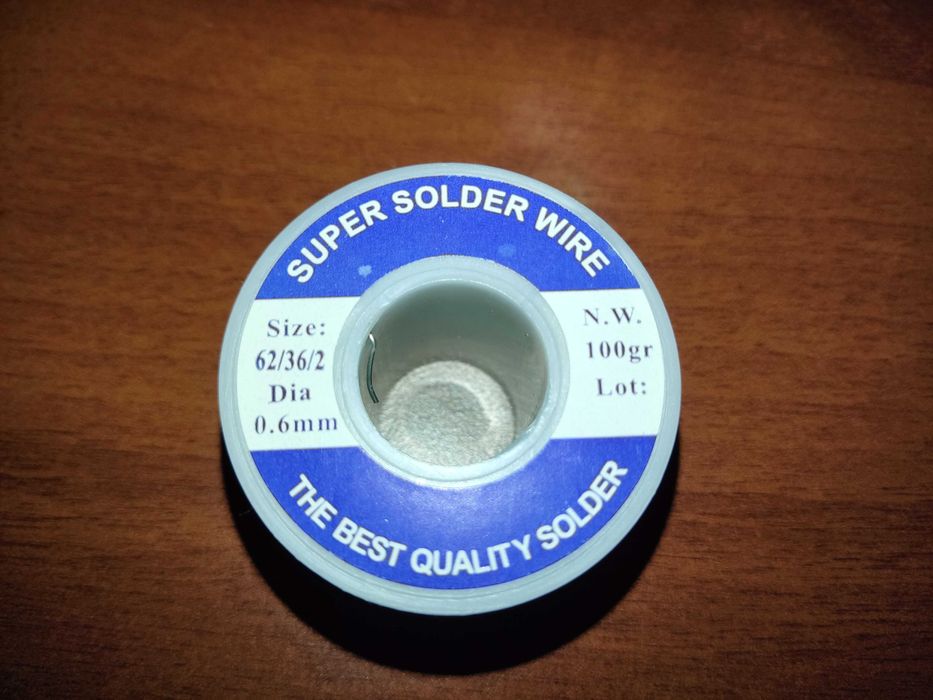 SUPER SOLDER WIRE
Size:
62/36/2
Dia
0.6mm
N.W.
100gr
Lot:
THE BEST QUALITY SOLDER